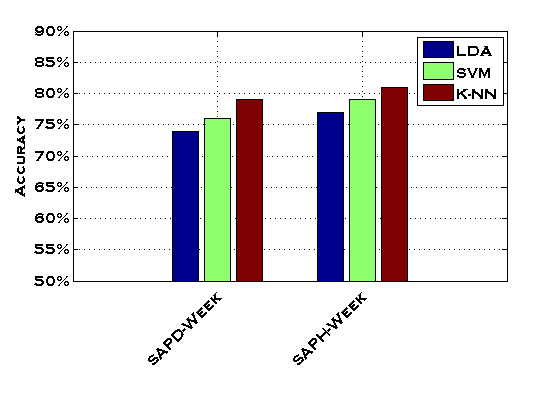 90%
85%
80%
75%
70%
65%
60%
55%
50%
ACCURACY
LDA
SVM
K-NN
SAPD-WEEK
SAPH-WEEK